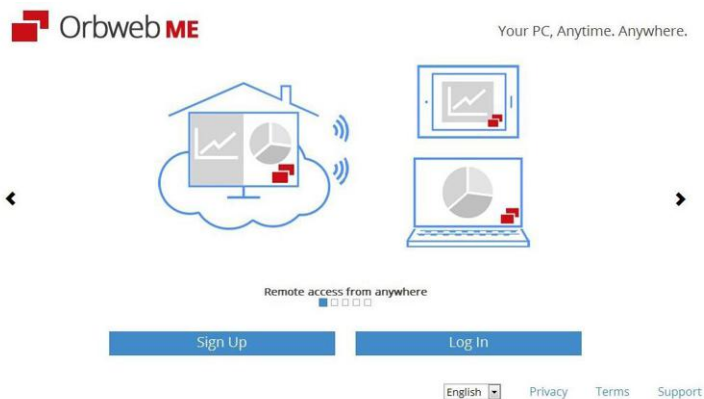 Orbweb ME
Your PC, Anytime. Anywhere.
Remote access from anywhere
Sign Up
Log In
English
Privacy
Terms
Support